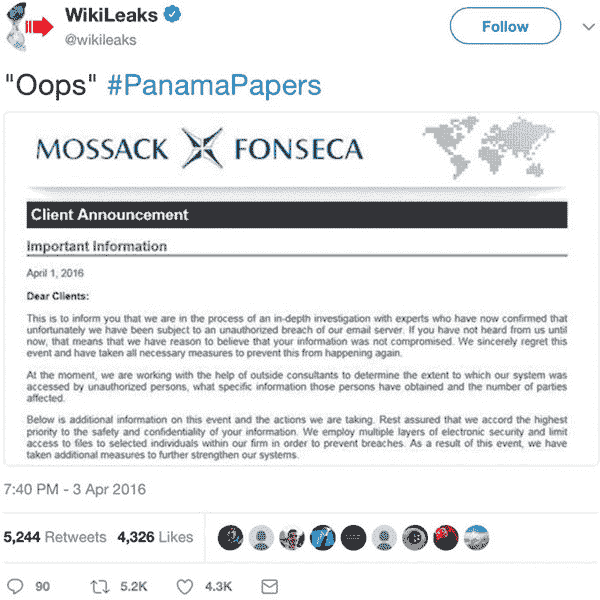 WikiLeaks
@wikileaks
Follow
"Oops" #PanamaPapers
MOSSACK FONSECA
Client Announcement
Important Information
April 1, 2016
Dear Clients:
This is to inform you that we are in the process of an in-depth investigation with experts who have now confirmed that
unfortunately we have been subject to an unauthorized breach of our email server. If you have not heard from us until
now, that means that we have reason to believe that your information was not compromised. We sincerely regret this
event and have taken all necessary measures to prevent this from happening again.
At the moment, we are working with the help of outside consultants to determine the extent to which our system was
accessed by unauthorized persons, what specific information those persons have obtained and the number of parties
affected.
Below is additional information on this event and the actions we are taking. Rest assured that we accord the highest
priority to the safety and confidentiality of your information. We employ multiple layers of electronic security and limit
access to files to selected individuals within our firm in order to prevent breaches. As a result of this event, we have
taken additional measures to further strengthen our systems.
7:40 PM - 3 Apr 2016
5,244 Retweets 4,326 Likes
90 5.2K 4.3K